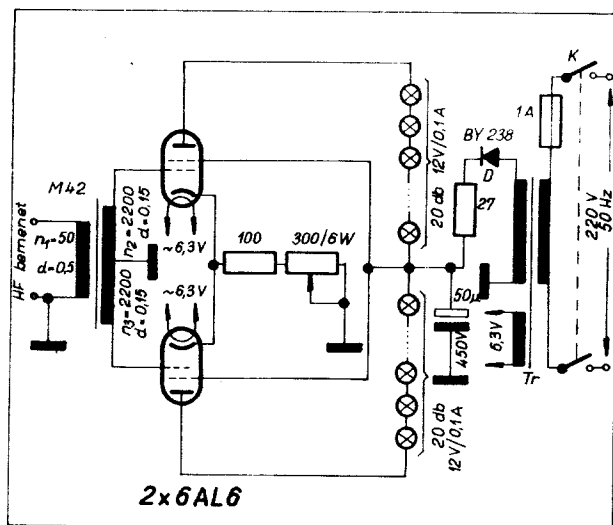 M42
HF bemenet
n₁=50
d=0,5
n₂=2200
d=0,15
n₃=2200
d=0,15
~6,3V
~6,3V
100
300/6W
20 db 12V/0,1A
20 db
12V/0,1A
BY 238
D
27
50µ
450V
6,3V
Tr
1A
K
220 V
50 Hz
2x6AL6